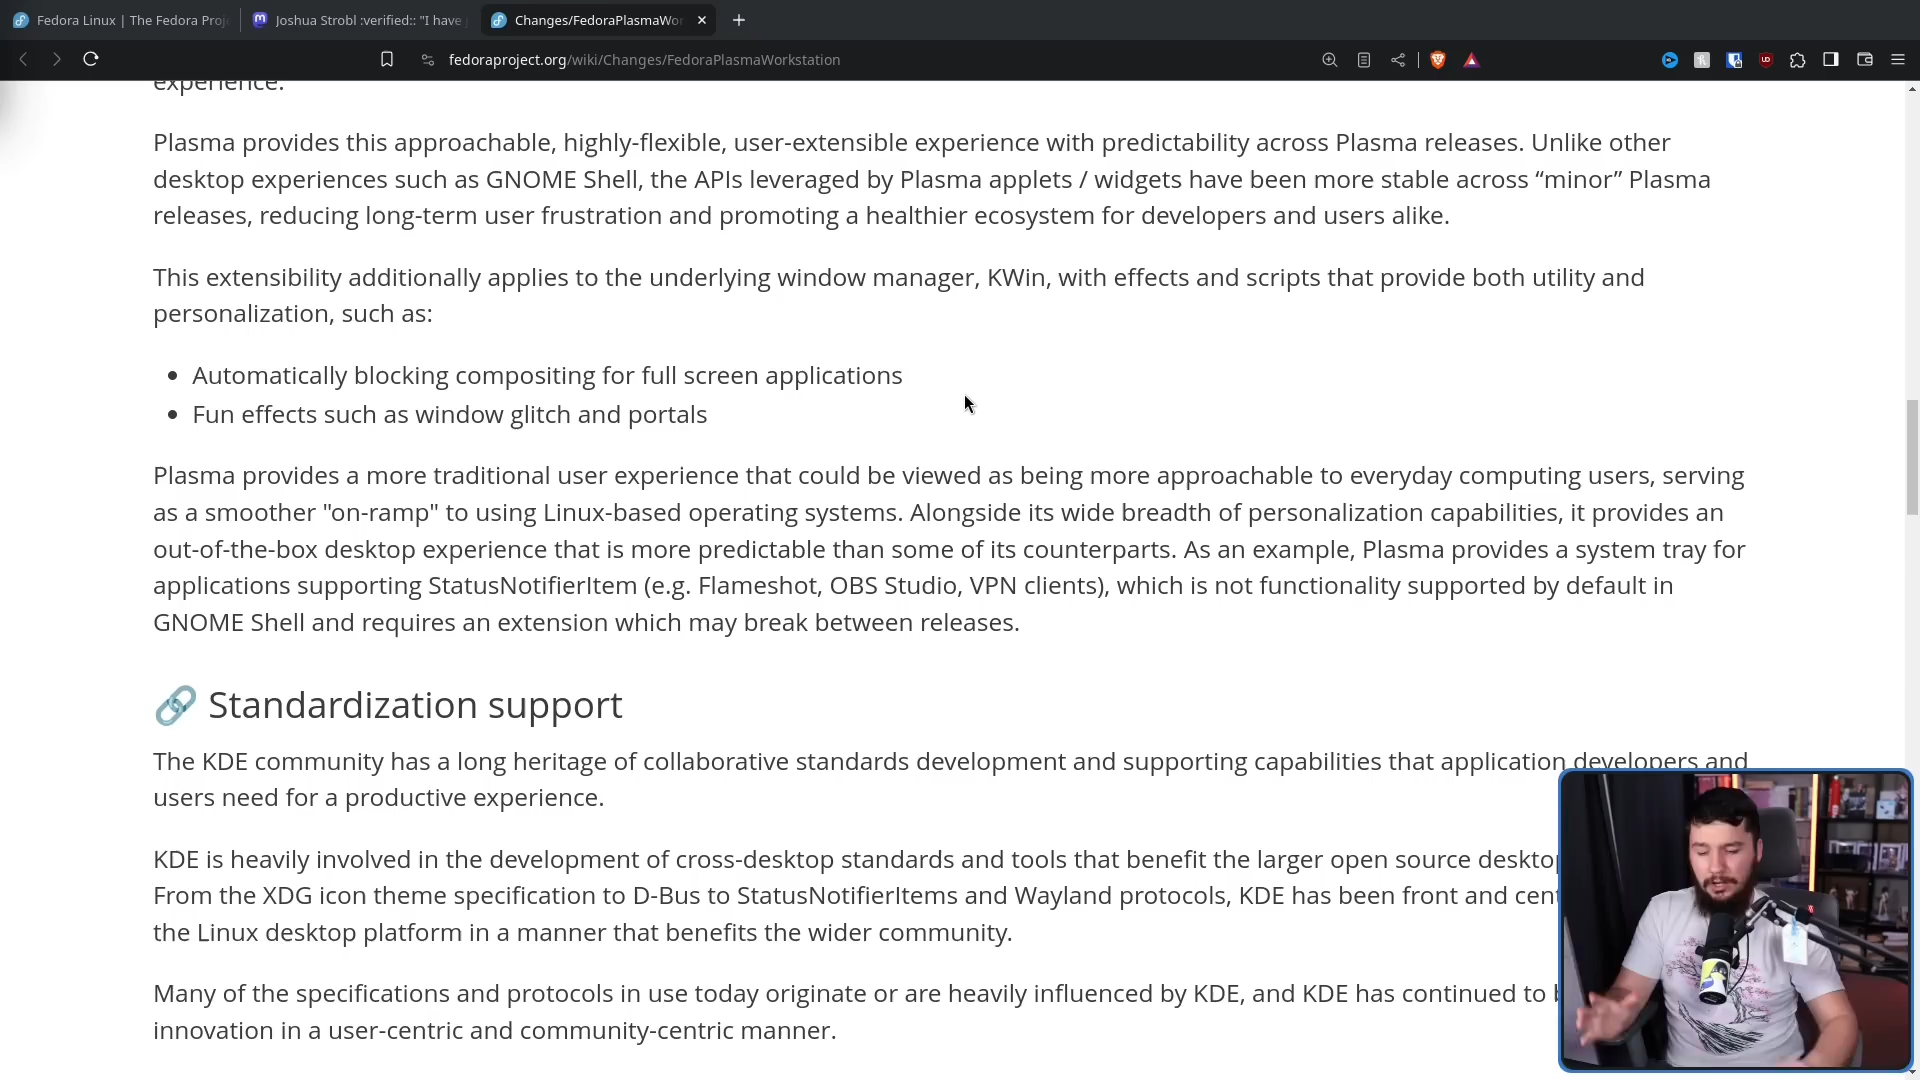 Fedora Linux | The Fedora Proj
Joshua Strobl :verified:: "I have
Changes/FedoraPlasmaWor
fedoraproject.org/wiki/Changes/FedoraPlasmaWorkstation
experience.
Plasma provides this approachable, highly-flexible, user-extensible experience with predictability across Plasma releases. Unlike other
desktop experiences such as GNOME Shell, the APIs leveraged by Plasma applets / widgets have been more stable across “minor” Plasma
releases, reducing long-term user frustration and promoting a healthier ecosystem for developers and users alike.
This extensibility additionally applies to the underlying window manager, KWin, with effects and scripts that provide both utility and
personalization, such as:
• Automatically blocking compositing for full screen applications
• Fun effects such as window glitch and portals
Plasma provides a more traditional user experience that could be viewed as being more approachable to everyday computing users, serving
as a smoother "on-ramp" to using Linux-based operating systems. Alongside its wide breadth of personalization capabilities, it provides an
out-of-the-box desktop experience that is more predictable than some of its counterparts. As an example, Plasma provides a system tray for
applications supporting StatusNotifierItem (e.g. Flameshot, OBS Studio, VPN clients), which is not functionality supported by default in
GNOME Shell and requires an extension which may break between releases.
Standardization support
The KDE community has a long heritage of collaborative standards development and supporting capabilities that application developers and
users need for a productive experience.
KDE is heavily involved in the development of cross-desktop standards and tools that benefit the larger open source deskto
From the XDG icon theme specification to D-Bus to StatusNotifierItems and Wayland protocols, KDE has been front and cent
the Linux desktop platform in a manner that benefits the wider community.
Many of the specifications and protocols in use today originate or are heavily influenced by KDE, and KDE has continued to
innovation in a user-centric and community-centric manner.